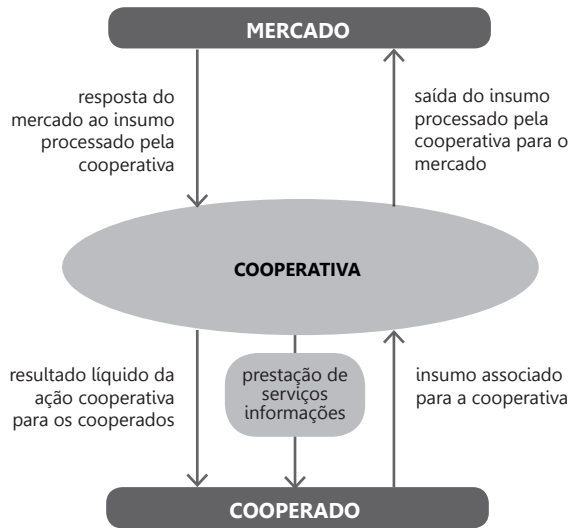 MERCADO
resposta do
mercado ao insumo
processado pela
cooperativa
saída do insumo
processado pela
cooperativa para o
mercado
COOPERATIVA
resultado líquido da
ação cooperativa
para os cooperados
prestação de
serviços
informações
insumo associado
para a cooperativa
COOPERADO